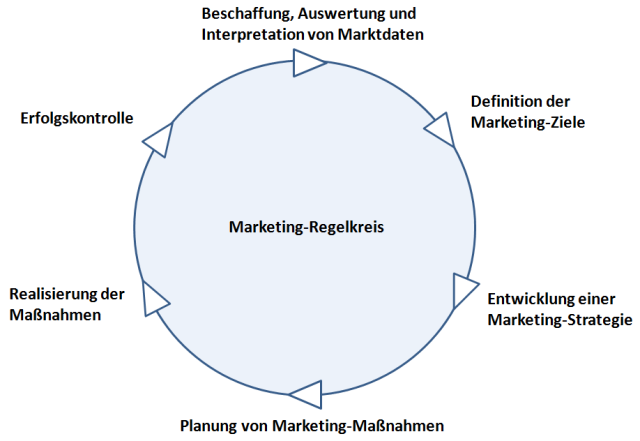 Beschaffung, Auswertung und
Interpretation von Marktdaten
Definition der
Marketing-Ziele
Entwicklung einer
Marketing-Strategie
Planung von Marketing-Maßnahmen
Realisierung der
Maßnahmen
Erfolgskontrolle
Marketing-Regelkreis